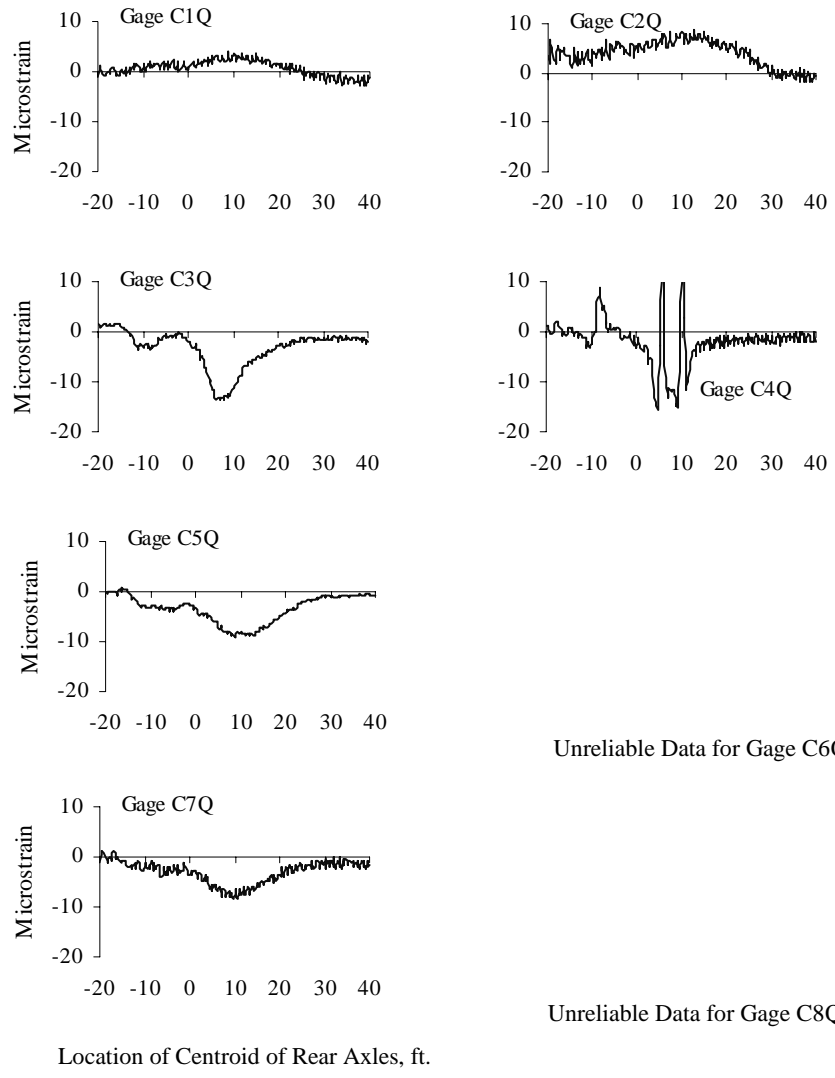 Gage C1Q
Microstrain
10
0
-10
-20
-20 -10 0 10 20 30 40
Gage C2Q
10
0
-10
-20
-20 -10 0 10 20 30 40
Gage C3Q
Microstrain
10
0
-10
-20
-20 -10 0 10 20 30 40
10
0
-10
-20
Gage C4Q
-20 -10 0 10 20 30 40
Gage C5Q
Microstrain
10
0
-10
-20
-20 -10 0 10 20 30 40
Unreliable Data for Gage C6Q
Gage C7Q
Microstrain
10
0
-10
-20
-20 -10 0 10 20 30 40
Unreliable Data for Gage C8Q
Location of Centroid of Rear Axles, ft.